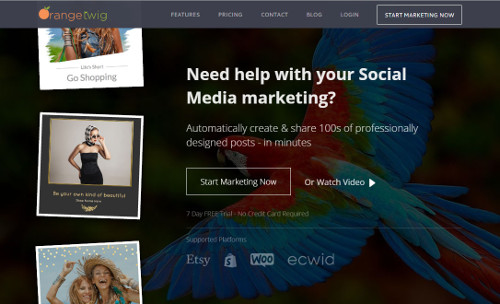 Orangetwig
FEATURES PRICING CONTACT BLOG LOGIN START MARKETING NOW
Life's Short
Go Shopping
Need help with your Social
Media marketing?
Automatically create & share 100s of professionally
designed posts - in minutes
Be your own kind of beautiful
Start Marketing Now Or Watch Video
7 Day FREE Trial - No Credit Card Required
Supported Platforms
Etsy WOO ecwid